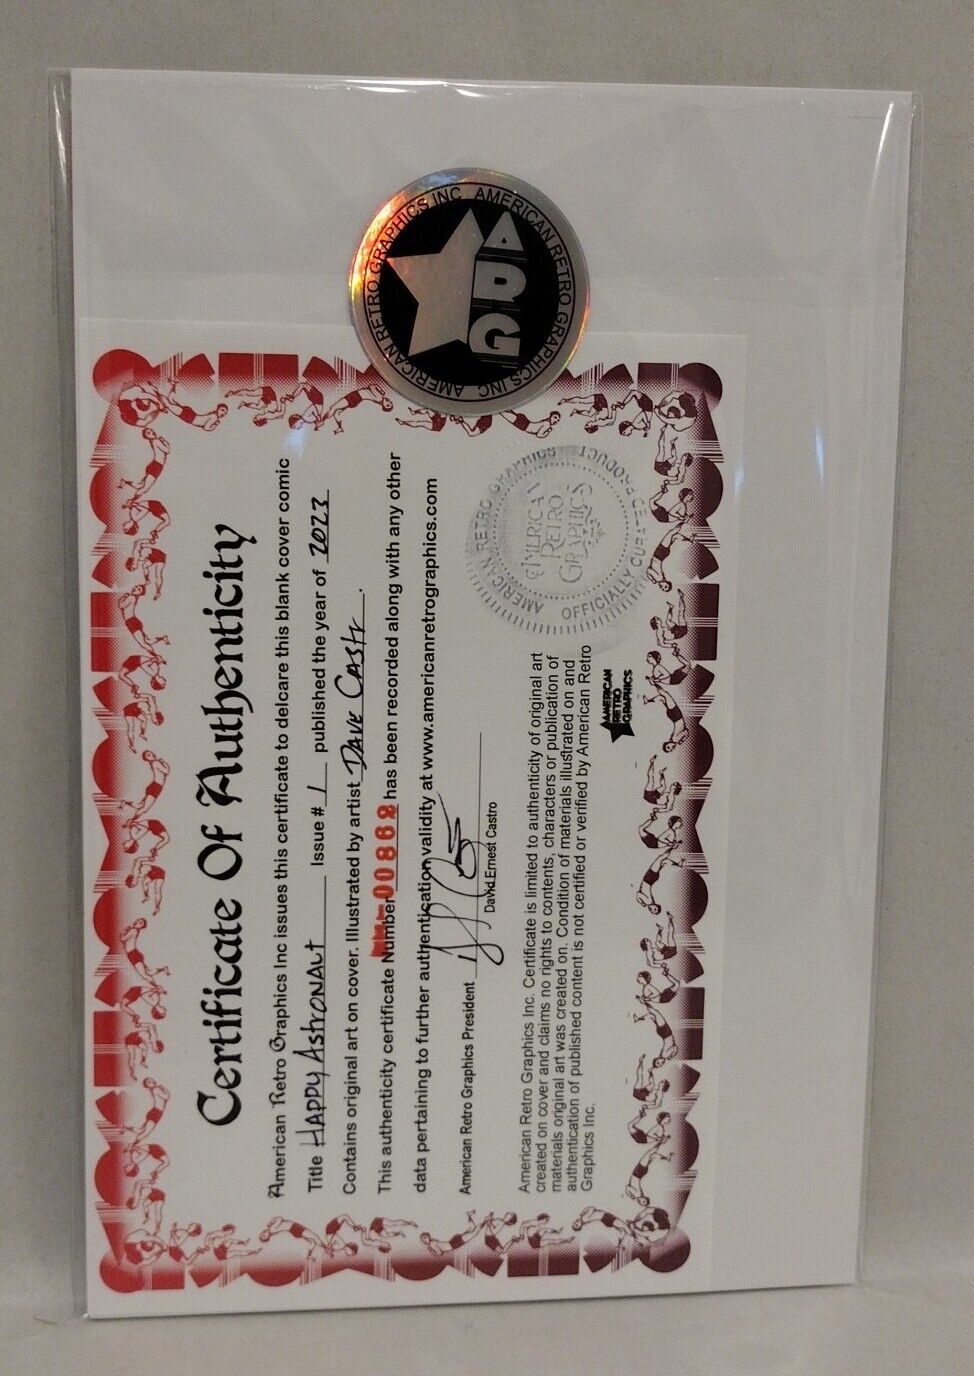 Certificate Of Authenticity
American Retro Graphics Inc issues this certificate to delcare this blank cover comic
Title HAPPY AStRONAUt Issue # 1 published the year of 2023
Contains original art on cover. Illustrated by artist DAVE CAStr.
This authenticity certificate Number 00868 has been recorded along with any other
data pertaining to further authentication validity at www.americanretrographics.com
American Retro Graphics President
David Ernest Castro
American Retro Graphics Inc. Certificate is limited to authenticity of original art
created on cover and claims no rights to contents, characters or publication of
materials original art was created on. Condition of materials illustrated on and
authentication of published content is not certified or verified by American Retro
Graphics Inc.
AMERICAN
RETRO
GRAPHICS
AMERICAN RETRO GRAPHICS
OFFICIALLY CURATED PRODUCT
AMERICAN
RETRO
GRAPHICS
AMERICAN RETRO GRAPHICS INC AMERICAN RETRO GRAPHICS INC
ARG